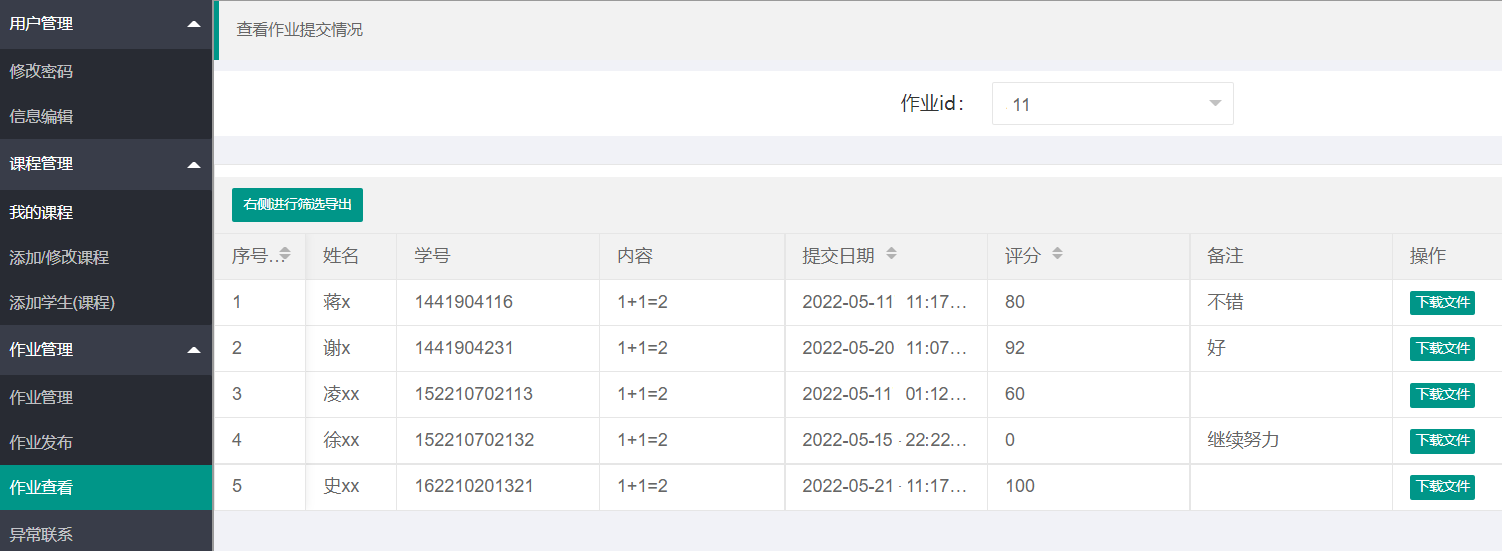 用户管理
修改密码
信息编辑
课程管理
我的课程
添加/修改课程
添加学生(课程)
作业管理
作业管理
作业发布
作业查看
异常联系
查看作业提交情况
作业id： 11
右侧进行筛选导出
序号... 姓名 学号 内容 提交日期 评分 备注 操作
1 蒋x 1441904116 1+1=2 2022-05-11 11:17... 80 不错 下载文件
2 谢x 1441904231 1+1=2 2022-05-20 11:07... 92 好 下载文件
3 凌xx 152210702113 1+1=2 2022-05-11 01:12... 60 下载文件
4 徐xx 152210702132 1+1=2 2022-05-15 22:22... 0 继续努力 下载文件
5 史xx 162210201321 1+1=2 2022-05-21 11:17... 100 下载文件